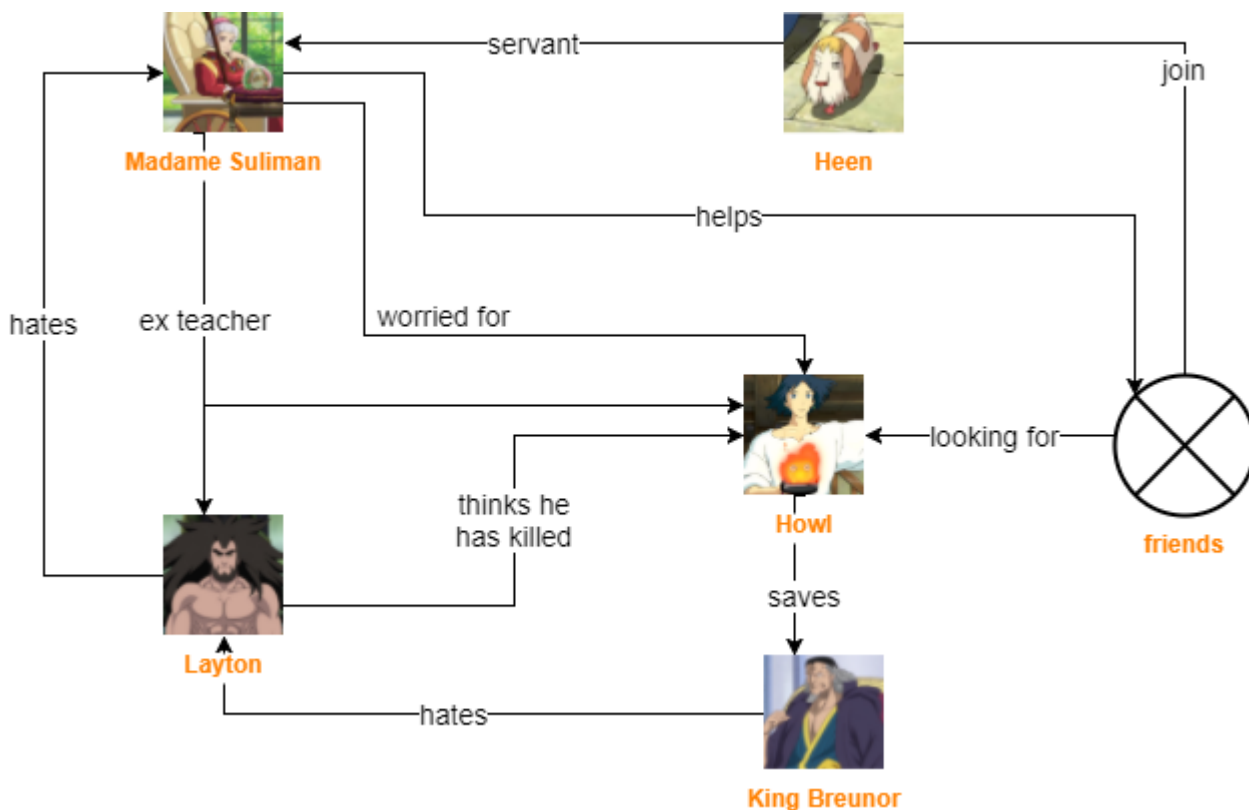 servant
join
Madame Suliman
Heen
helps
hates
ex teacher
worried for
looking for
thinks he
has killed
Howl
friends
saves
Layton
hates
King Breunor